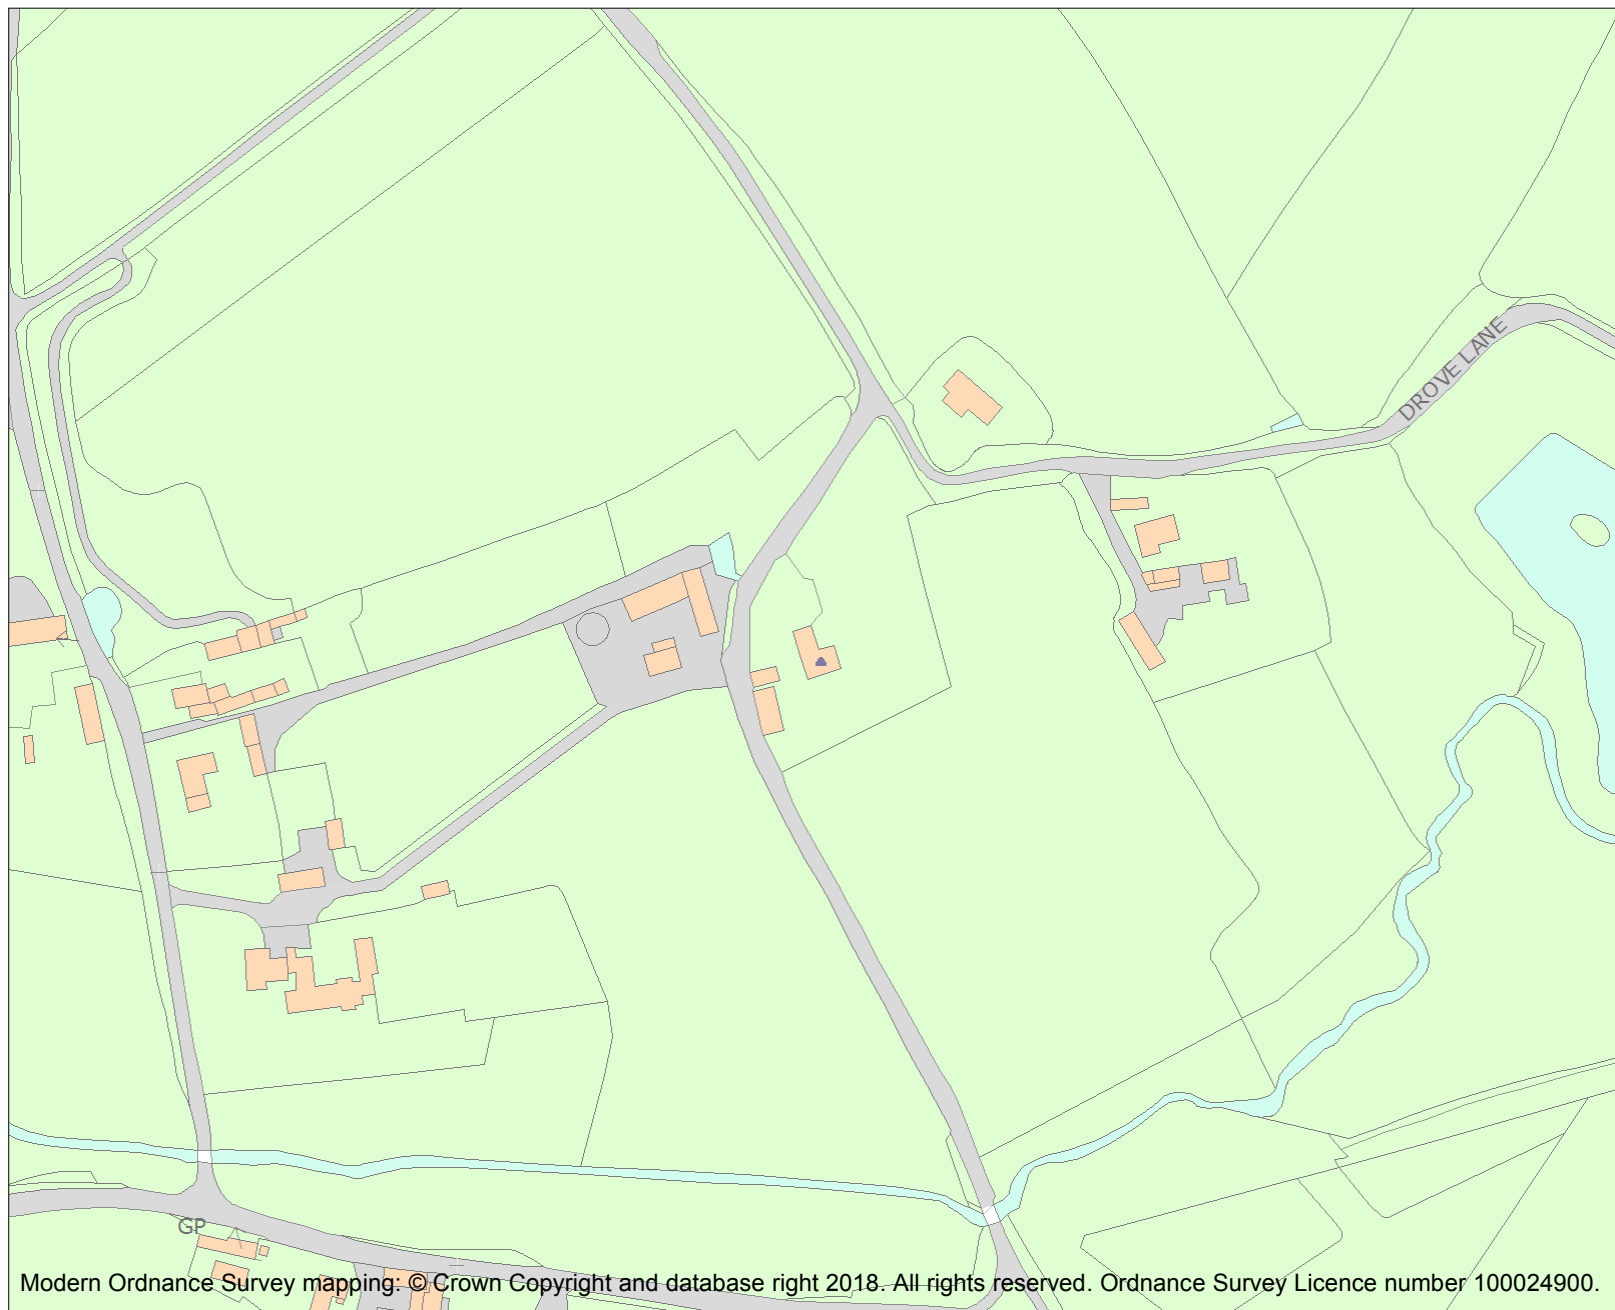 DROVE LANE
GP
Modern Ordnance Survey mapping: © Crown Copyright and database right 2018. All rights reserved. Ordnance Survey Licence number 100024900.